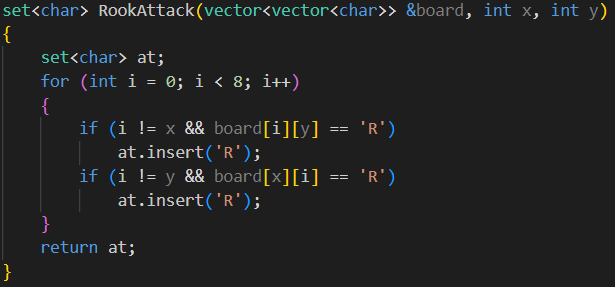 set<char> RookAttack(vector<vector<char>> &board, int x, int y)
{
    set<char> at;
    for (int i = 0; i < 8; i++)
    {
        if (i != x && board[i][y] == 'R')
            at.insert('R');
        if (i != y && board[x][i] == 'R')
            at.insert('R');
    }
    return at;
}